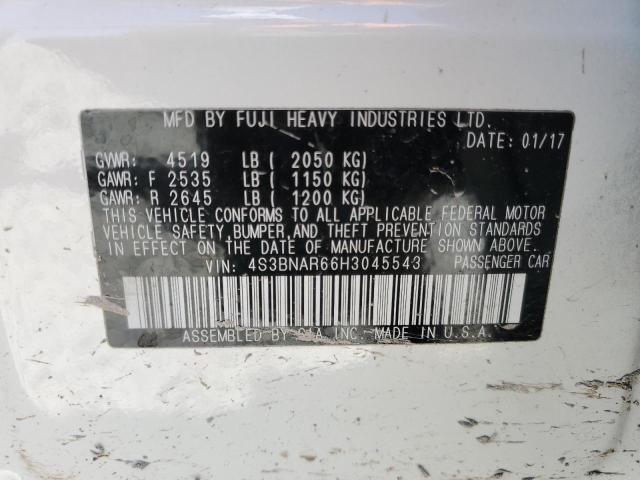 MFD BY FUJI HEAVY INDUSTRIES LTD.
DATE: 01/17
GVWR: 4519 LB ( 2050 KG)
GAWR: F 2535 LB ( 1150 KG)
GAWR: R 2645 LB ( 1200 KG)
THIS VEHICLE CONFORMS TO ALL APPLICABLE FEDERAL MOTOR
VEHICLE SAFETY, BUMPER, AND THEFT PREVENTION STANDARDS
IN EFFECT ON THE DATE OF MANUFACTURE SHOWN ABOVE.
VIN: 4S3BNAR66H3045543 PASSENGER CAR
ASSEMBLED BY SIA, INC. MADE IN U.S.A.